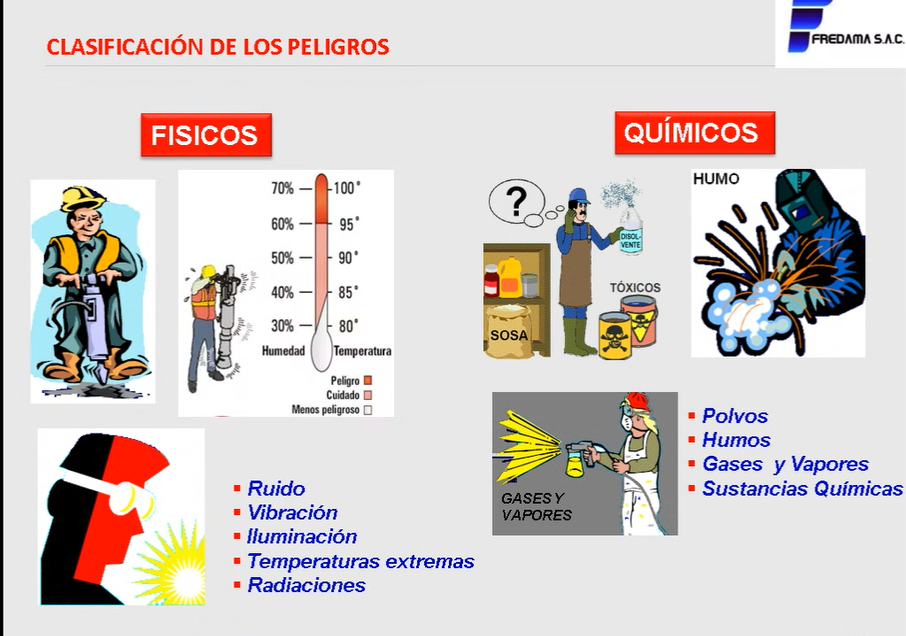 CLASIFICACIÓN DE LOS PELIGROS
FREDAMA S.A.C.
FISICOS
70% 100°
60% 95°
50% 90°
40% 85°
30% 80°
Humedad Temperatura
Peligro
Cuidado
Menos peligroso
Ruido
Vibración
Iluminación
Temperaturas extremas
Radiaciones
QUÍMICOS
?
DISOL-
VENTE
TÓXICOS
SOSA
HUMO
GASES Y
VAPORES
Polvos
Humos
Gases y Vapores
Sustancias Químicas